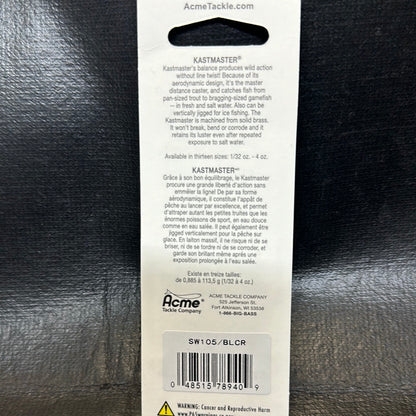 AcmeTackle.com
KASTMASTER®
Kastmaster's balance produces wild action
without line twist! Because of its
aerodynamic design, it's the master
distance caster, and catches fish from
pan-sized trout to bragging-sized gamefish
– in fresh and salt water. Also can be
vertically jigged for ice fishing. The
Kastmaster is machined from solid brass.
It won't break, bend or corrode and it
retains its luster even after repeated
exposure to salt water.
Available in thirteen sizes: 1/32 oz. - 4 oz.
KASTMASTER
Grâce à son bon équilibrage, le Kastmaster
procure une grande liberté d'action sans
emmêler la ligne! De par sa forme
aérodynamique, il constitue l'appât de
pêche au lancer par excellence, et permet
d'attraper autant les petites truites que les
énormes poissons de sport, en eau douce
comme en eau salée. Il peut également être
jiggé verticalement pour la pêche sur
glace. En laiton massif, il ne risque ni de se
briser, ni de se tordre ni de se corroder, et
garde son brillant même après une
exposition prolongée à l'eau salée.
Existe en treize tailles:
de 0,885 à 113,5 g (1/32 à 4 oz.)
Acme
Tackle Company
ACME TACKLE COMPANY
525 Jefferson St.
Fort Atkinson, WI 53538
1-866-BIG-BASS
SW105/BLCR
0 48515 78940 9
WARNING: Cancer and Reproductive Harm